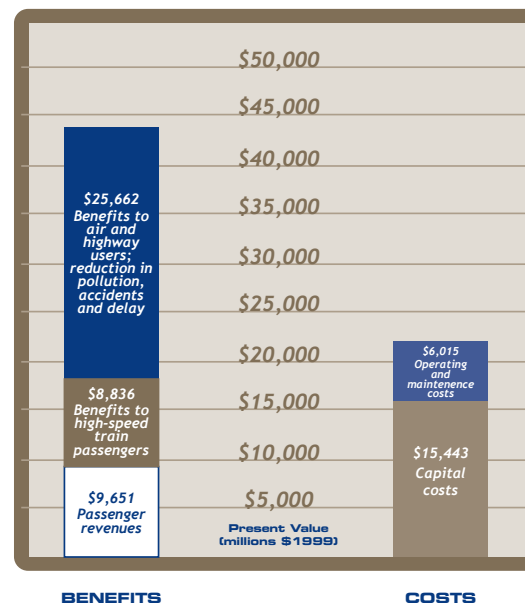 $50,000
$45,000
$40,000
$35,000
$30,000
$25,000
$20,000
$15,000
$10,000
$5,000
Present Value
(millions $1999)
$25,662
Benefits to
air and
highway
users;
reduction in
pollution,
accidents
and delay
$8,836
Benefits to
high-speed
train
passengers
$9,651
Passenger
revenues
$6,015
Operating
and
maintenence
costs
$15,443
Capital
costs
BENEFITS
COSTS